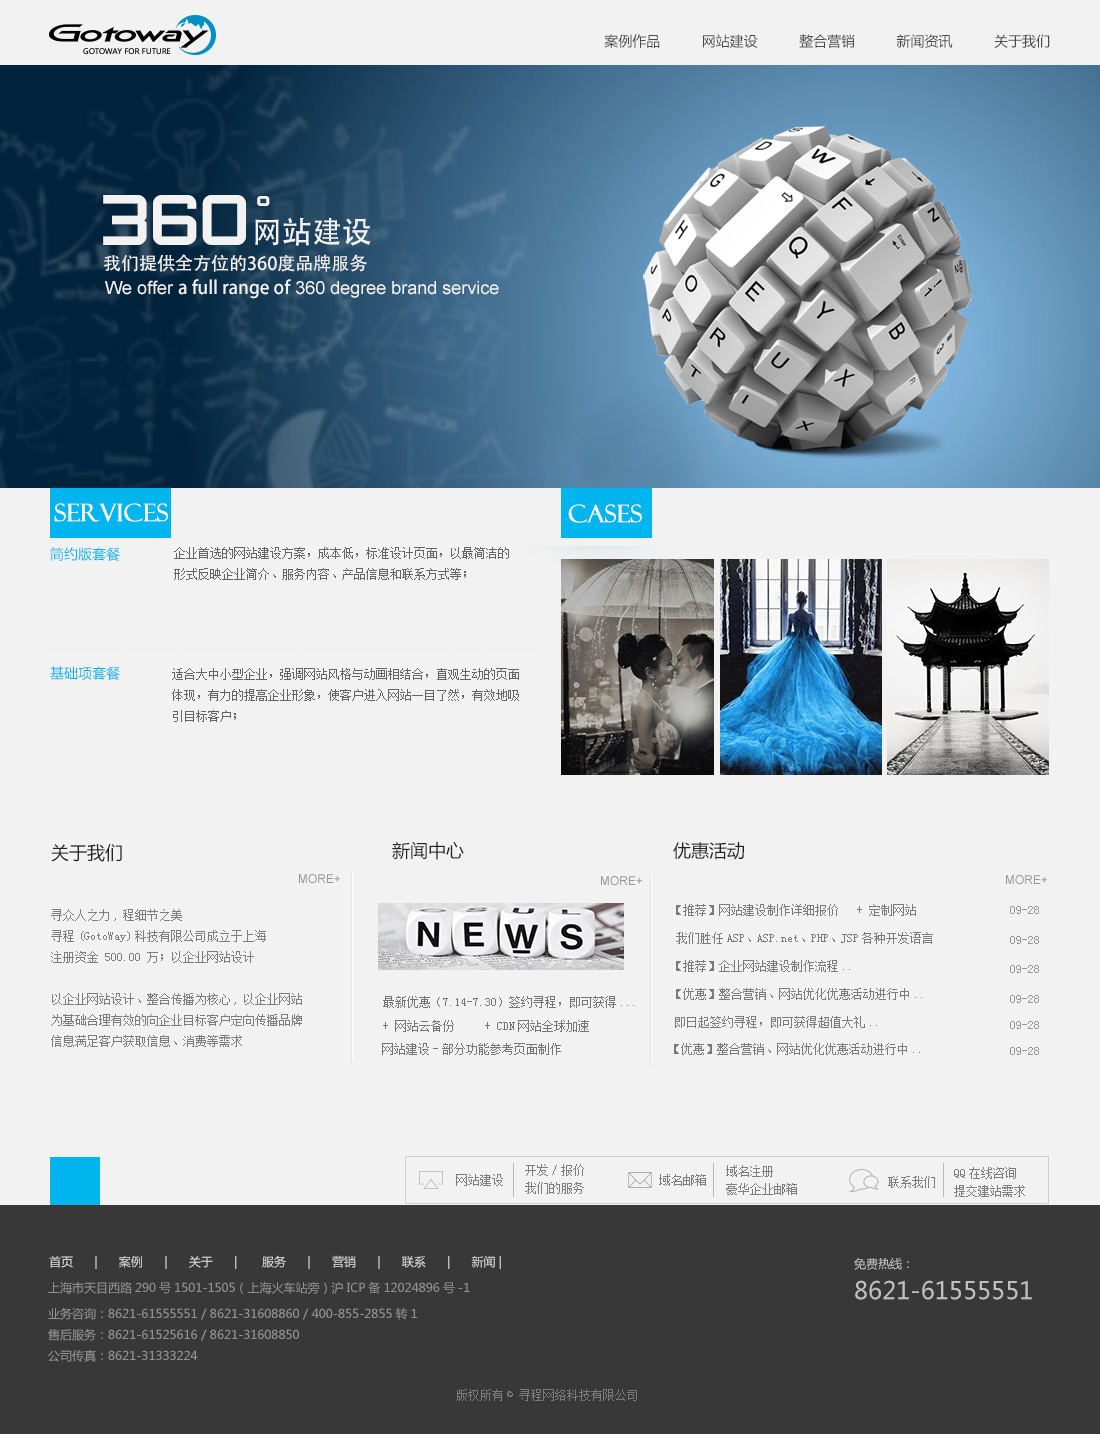 Gotoway
GOTOWAY FOR FUTURE
案例作品 网站建设 整合营销 新闻资讯 关于我们
360°网站建设
我们提供全方位的360度品牌服务
We offer a full range of 360 degree brand service
SERVICES
简约版套餐
企业首选的网站建设方案，成本低，标准设计页面，以最简洁的
形式反映企业简介、服务内容、产品信息和联系方式等；
基础项套餐
适合大中小型企业，强调网站风格与动画相结合，直观生动的页面
体现，有力的提高企业形象，使客户进入网站一目了然，有效地吸
引目标客户；
CASES
关于我们
MORE+
寻众人之力，程细节之美
寻程（GotoWay）科技有限公司成立于上海
注册资金 500.00 万；以企业网站设计
以企业网站设计、整合传播为核心，以企业网站
为基础合理有效的向企业目标客户定向传播品牌
信息满足客户获取信息、消费等需求
新闻中心
MORE+
NEWS
最新优惠（7.14-7.30）签约寻程，即可获得 ...
+ 网站云备份 + CDN 网站全球加速
网站建设 - 部分功能参考页面制作
优惠活动
MORE+
【推荐】网站建设制作详细报价 + 定制网站 09-28
我们胜任 ASP、ASP.net、PHP、JSP 各种开发语言 09-28
【推荐】企业网站建设制作流程 .. 09-28
【优惠】整合营销、网站优化优惠活动进行中 .. 09-28
即日起签约寻程，即可获得超值大礼 .. 09-28
【优惠】整合营销、网站优化优惠活动进行中 .. 09-28
网站建设
开发 / 报价
我们的服务
域名邮箱
域名注册
豪华企业邮箱
联系我们
QQ 在线咨询
提交建站需求
首页 | 案例 | 关于 | 服务 | 营销 | 联系 | 新闻 |
上海市天目西路 290 号 1501-1505（上海火车站旁）沪 ICP 备 12024896 号 -1
业务咨询：8621-61555551 / 8621-31608860 / 400-855-2855 转 1
售后服务：8621-61525616 / 8621-31608850
公司传真：8621-31333224
免费热线：
8621-61555551
版权所有 © 寻程网络科技有限公司